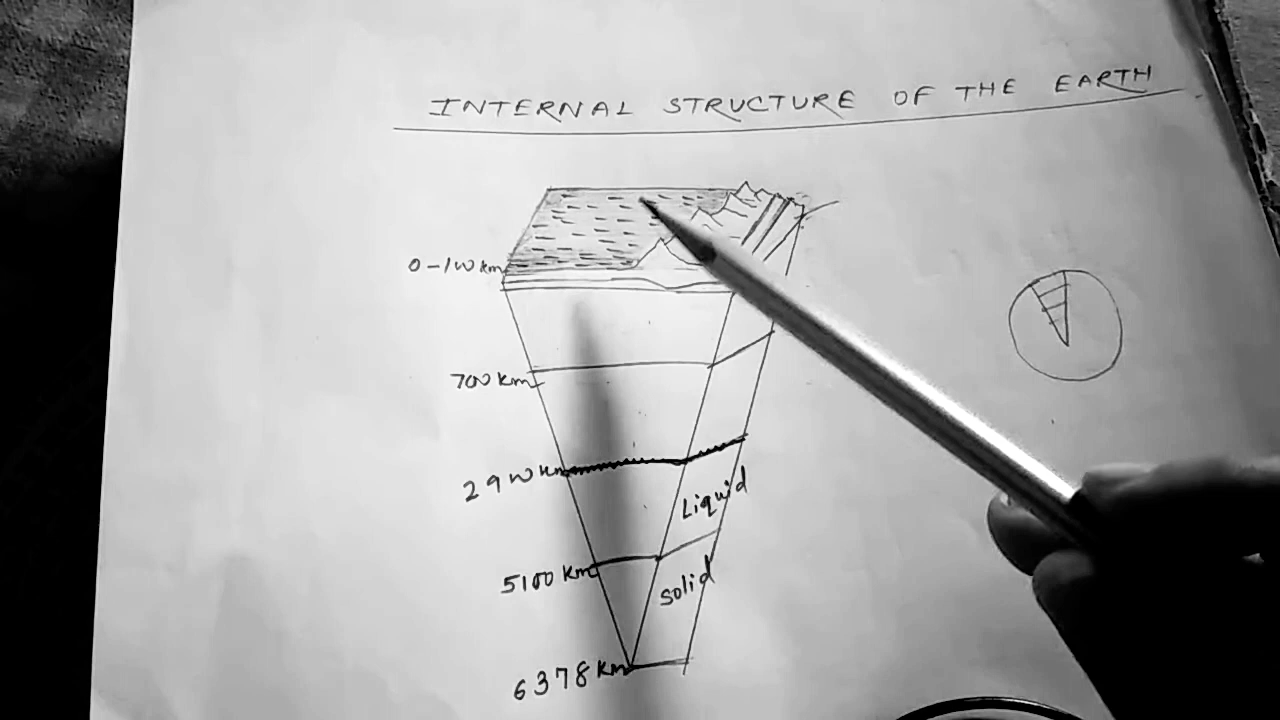 INTERNAL STRUCTURE OF THE EARTH
0-100 km
700 km
2900 km
Liquid
5100 km
Solid
6378 km